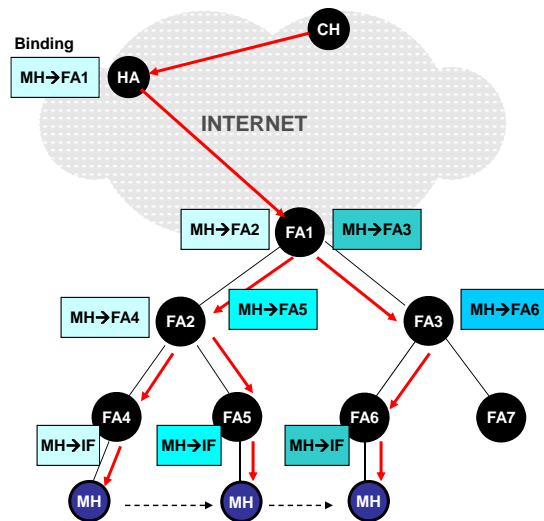 CH
Binding
MH→FA1
HA
INTERNET
MH→FA2
FA1
MH→FA3
MH→FA4
FA2
MH→FA5
FA3
MH→FA6
FA4
FA5
FA6
FA7
MH→IF
MH→IF
MH→IF
MH
MH
MH